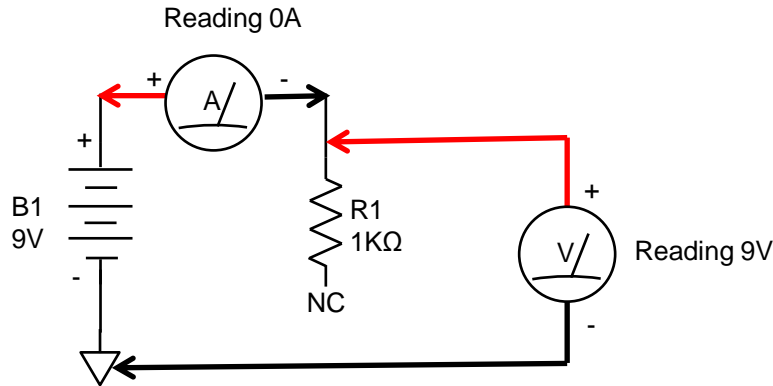 Reading 0A
+
-
A
+
B1
9V
-
R1
1KΩ
NC
+
V
Reading 9V
-